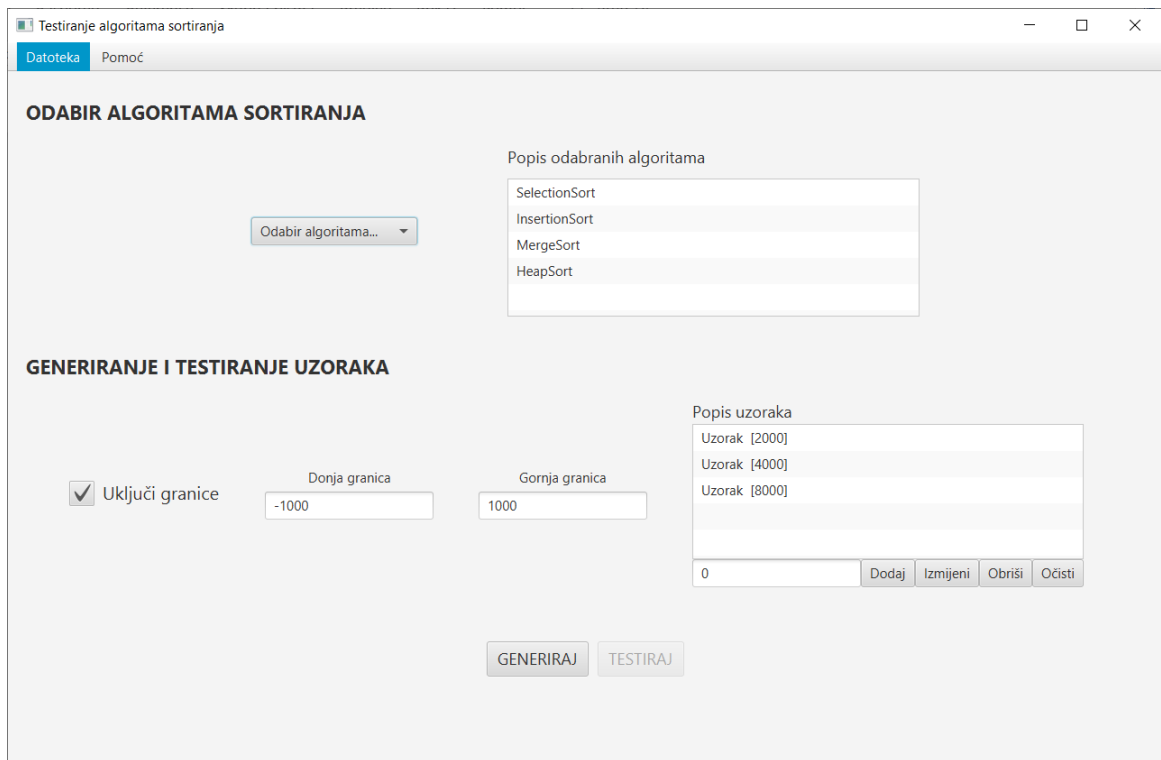 Testiranje algoritama sortiranja
Datoteka Pomoć
ODABIR ALGORITAMA SORTIRANJA
Popis odabranih algoritama
SelectionSort
InsertionSort
MergeSort
HeapSort
Odabir algoritama...
GENERIRANJE I TESTIRANJE UZORAKA
Popis uzoraka
Uzorak [2000]
Uzorak [4000]
Uzorak [8000]
Uključi granice
Donja granica
-1000
Gornja granica
1000
0 Dodaj Izmijeni Obriši Očisti
GENERIRAJ TESTIRAJ